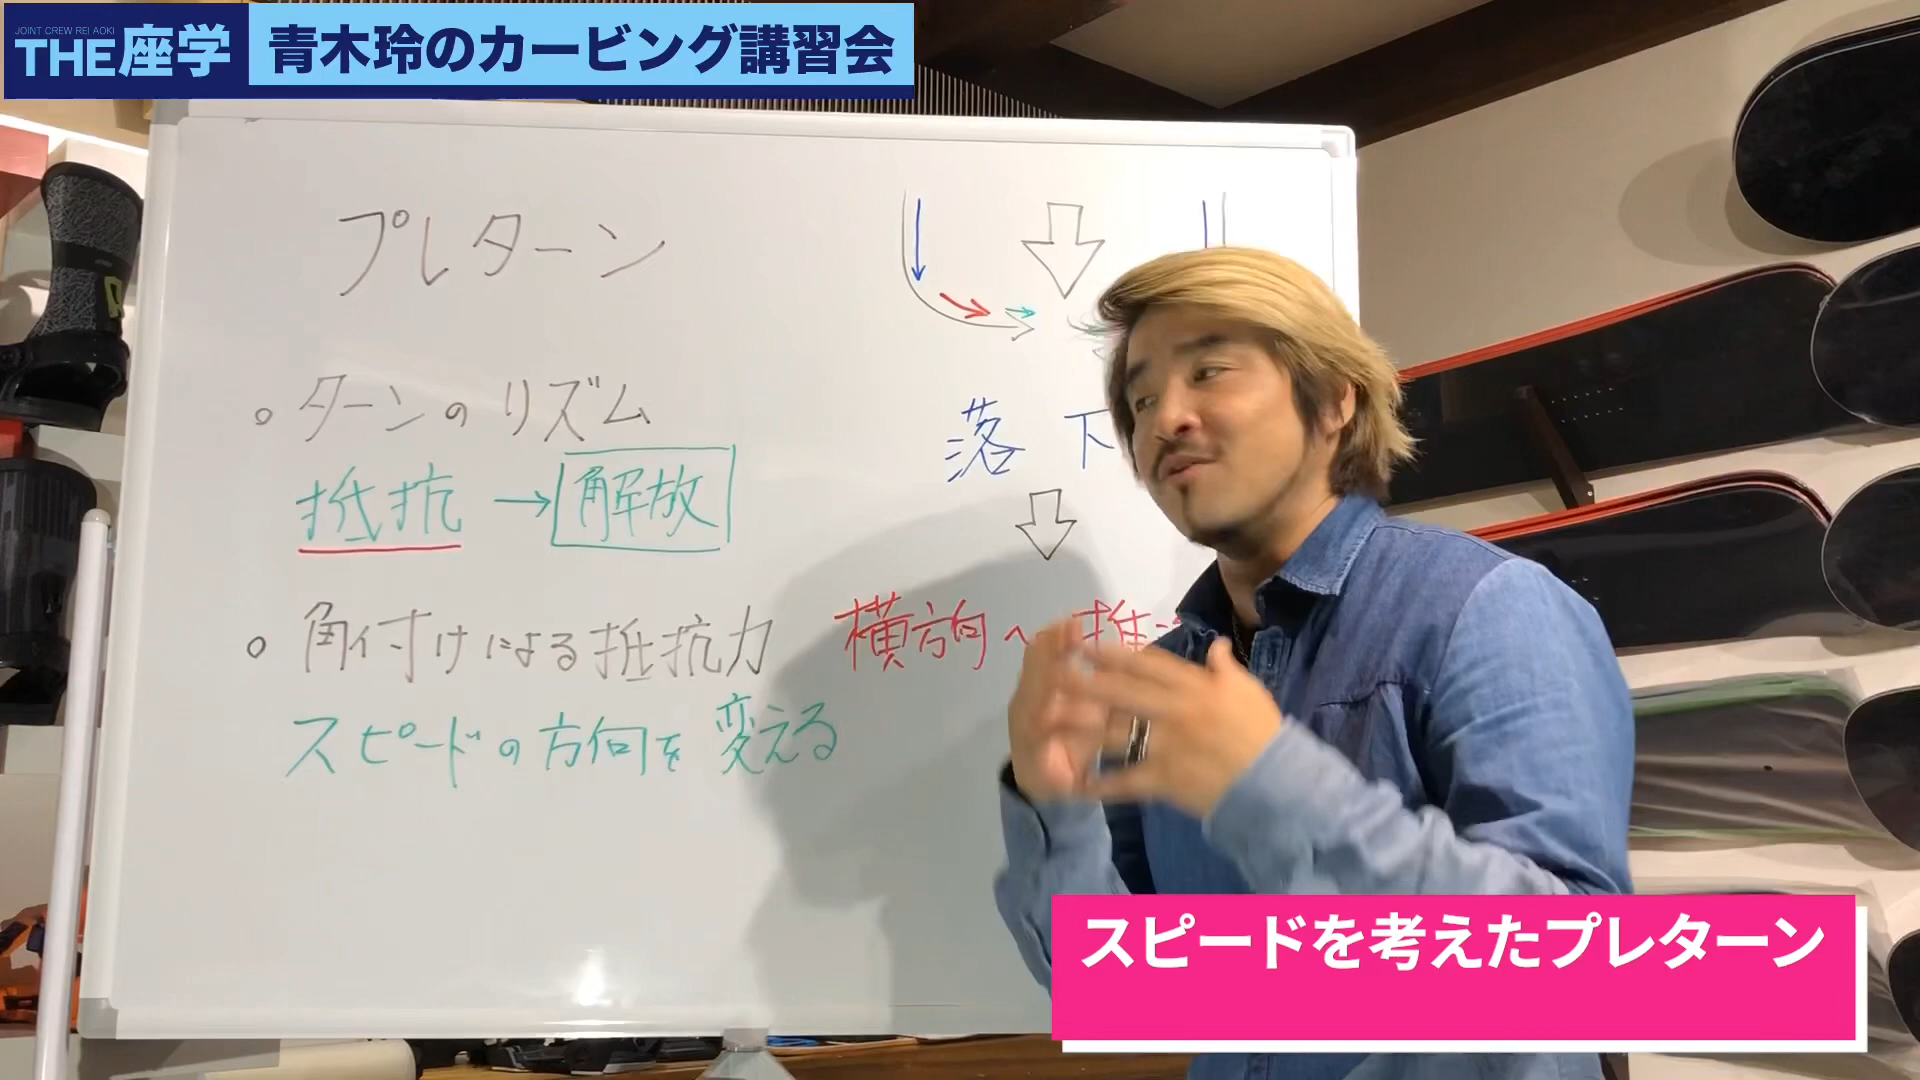 JOINT CREW REI AOKI
THE座学
青木玲のカービング講習会
プレターン
・ターンのリズム
抵抗→解放
・角付けによる抵抗力
スピードの方向を変える
落下
横方向へ推
スピードを考えたプレターン